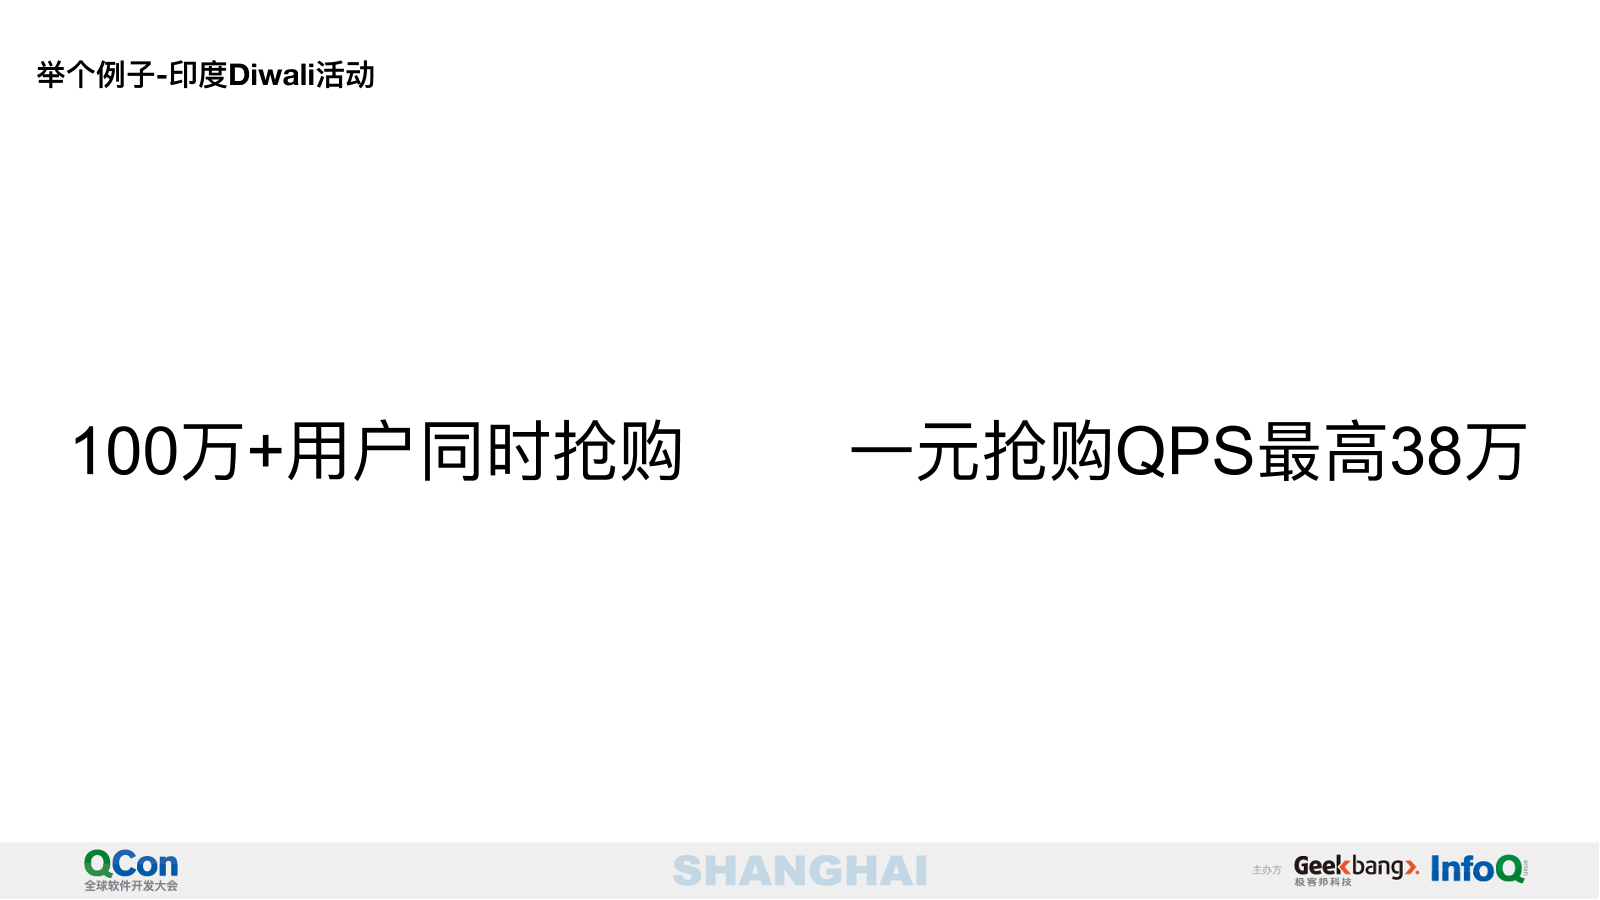 举个例子-印度Diwali活动
100万+用户同时抢购
一元抢购QPS最高38万
QCon
全球软件开发大会
SHANGHAI
主办方
Geekbang
极客邦科技
InfoQ